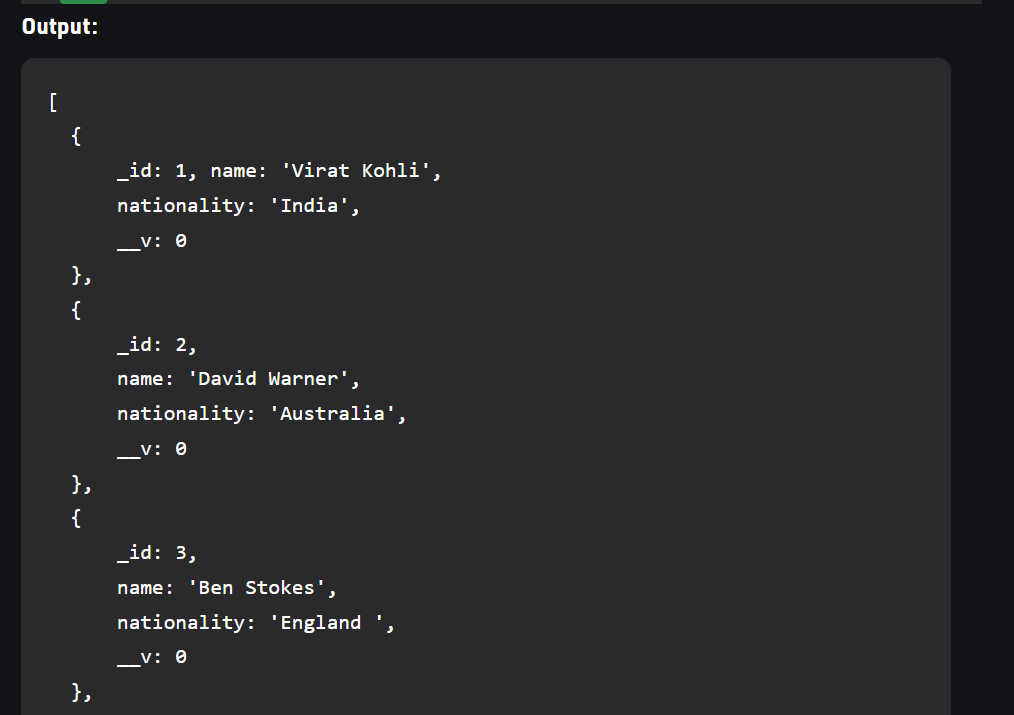 Output:
[
{
_id: 1, name: 'Virat Kohli',
nationality: 'India',
__v: 0
},
{
_id: 2,
name: 'David Warner',
nationality: 'Australia',
__v: 0
},
{
_id: 3,
name: 'Ben Stokes',
nationality: 'England ',
__v: 0
},